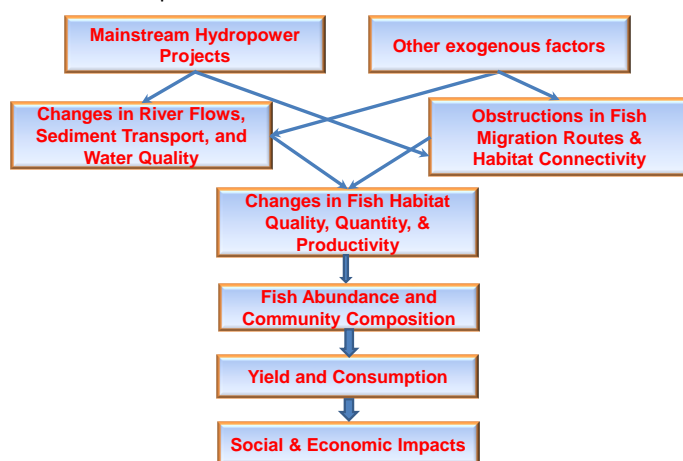 Mainstream Hydropower
Projects
Other exogenous factors
Changes in River Flows,
Sediment Transport, and
Water Quality
Obstructions in Fish
Migration Routes &
Habitat Connectivity
Changes in Fish Habitat
Quality, Quantity, &
Productivity
Fish Abundance and
Community Composition
Yield and Consumption
Social & Economic Impacts